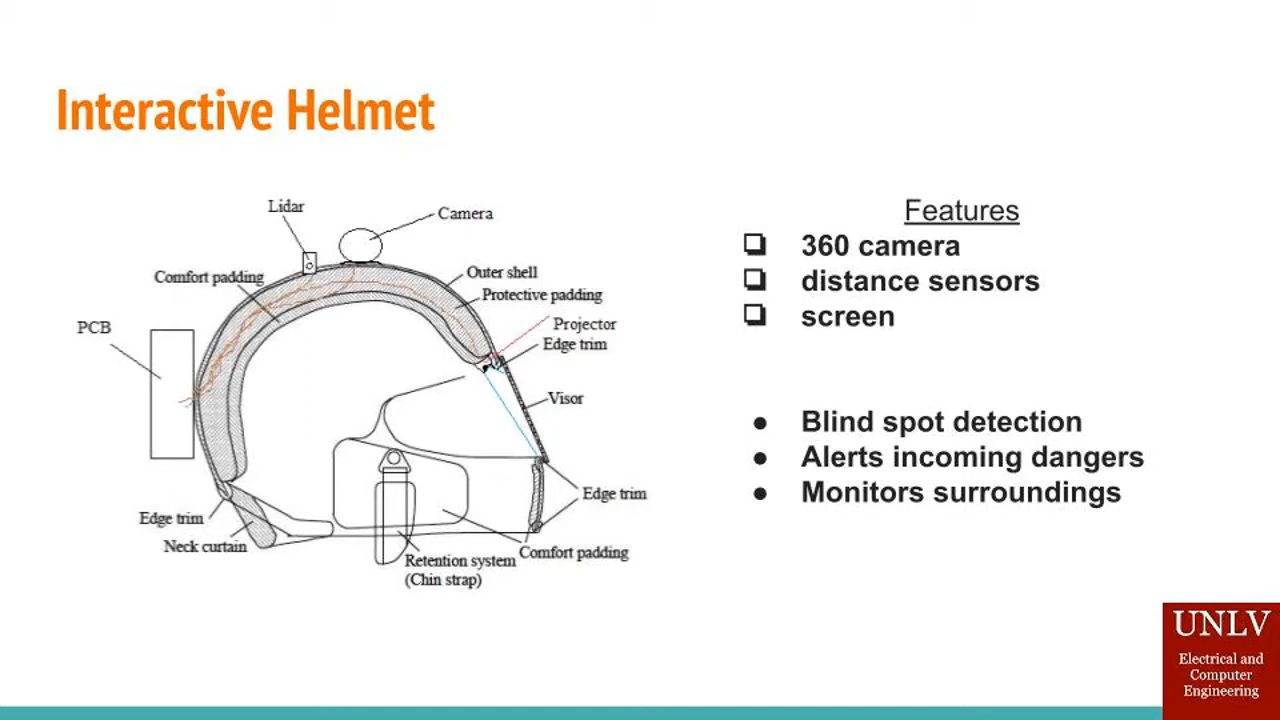 Interactive Helmet
Lidar
Camera
Comfort padding
Outer shell
Protective padding
PCB
Projector
Edge trim
Visor
Edge trim
Edge trim
Neck curtain
Retention system
(Chin strap)
Comfort padding
Features
❏ 360 camera
❏ distance sensors
❏ screen
● Blind spot detection
● Alerts incoming dangers
● Monitors surroundings
UNLV
Electrical and
Computer
Engineering